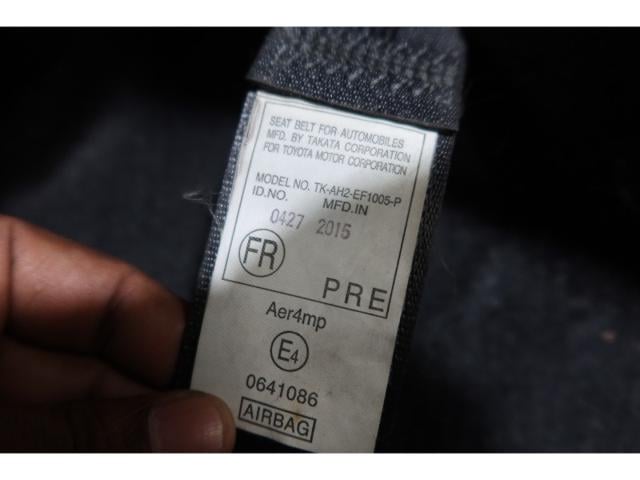 SEAT BELT FOR AUTOMOBILES
MFD. BY TAKATA CORPORATION
FOR TOYOTA MOTOR CORPORATION
MODEL NO. TK-AH2-EF1005-P
ID.NO. MFD.IN
0427 2015
FR
PRE
Aer4mp
E4
0641086
AIRBAG